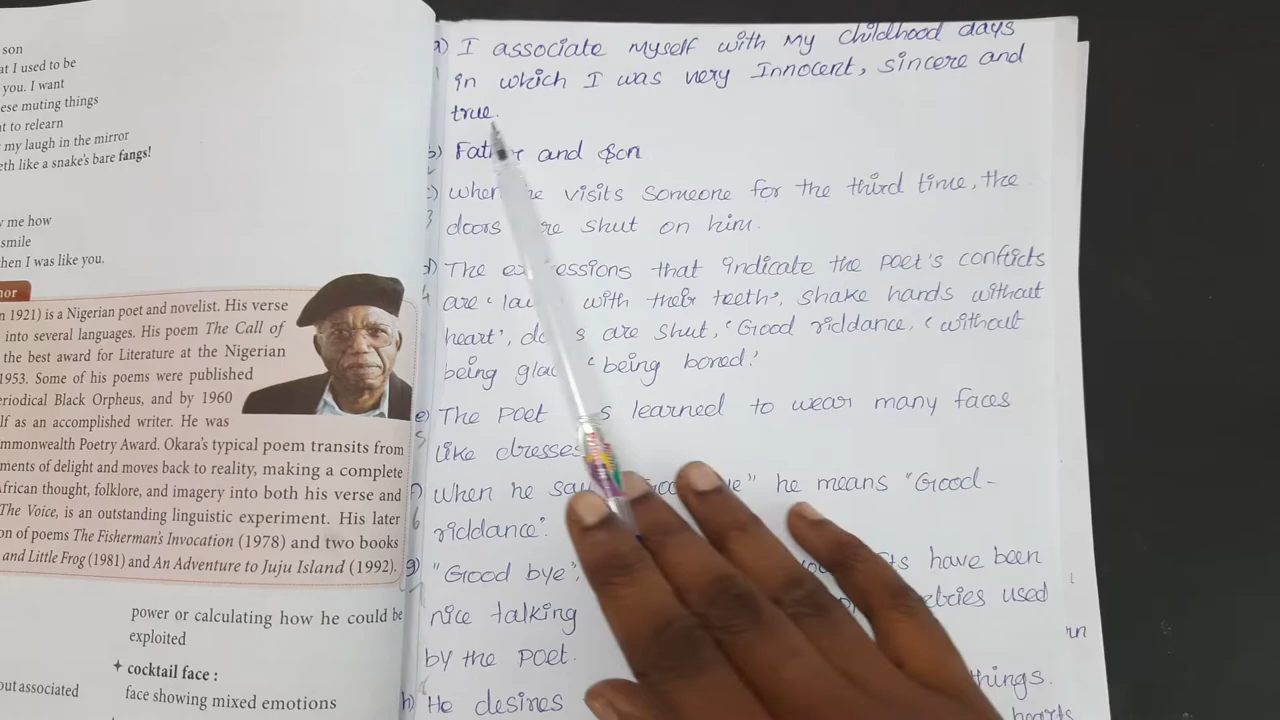 son
at I used to be
you. I want
ese muting things
nt to relearn
my laugh in the mirror
eth like a snake's bare fangs!
me how
smile
hen I was like you.
n 1921) is a Nigerian poet and novelist. His verse
into several languages. His poem The Call of
the best award for Literature at the Nigerian
1953. Some of his poems were published
eriodical Black Orpheus, and by 1960
lf as an accomplished writer. He was
mmonwealth Poetry Award. Okara's typical poem transits from
ments of delight and moves back to reality, making a complete
African thought, folklore, and imagery into both his verse and
The Voice, is an outstanding linguistic experiment. His later
on of poems The Fisherman's Invocation (1978) and two books
and Little Frog (1981) and An Adventure to Juju Island (1992).
power or calculating how he could be
exploited
cocktail face :
face showing mixed emotions
out associated
a) I associate myself with my childhood days
in which I was very Innocent, sincere and
true.
b) and Son
visits someone for the third time, the
doors shut on him.
d) The that indicate the poet's conflicts
are with their teeth', shake hands without
heart', are shut, 'Good riddance, 'without
being 'being bored.'
e) The poet learned to wear many faces
like dresses
f) When he he means "Good-
riddance".
g) "Good bye", have been
nice talking used
by the poet.
h) He desires things.
hearts